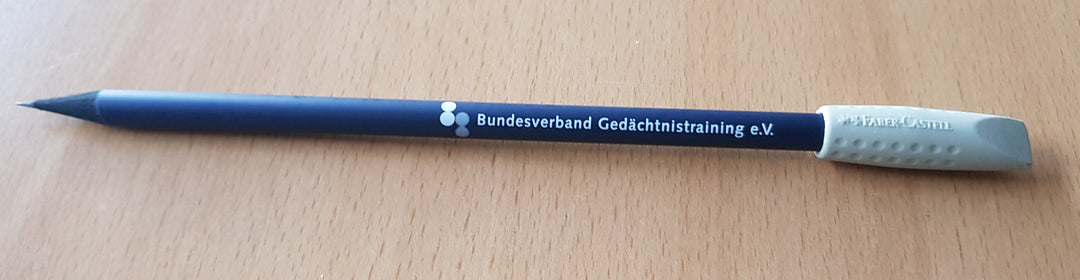 Bundesverband Gedächtnistraining e.V.
FABER-CASTELL